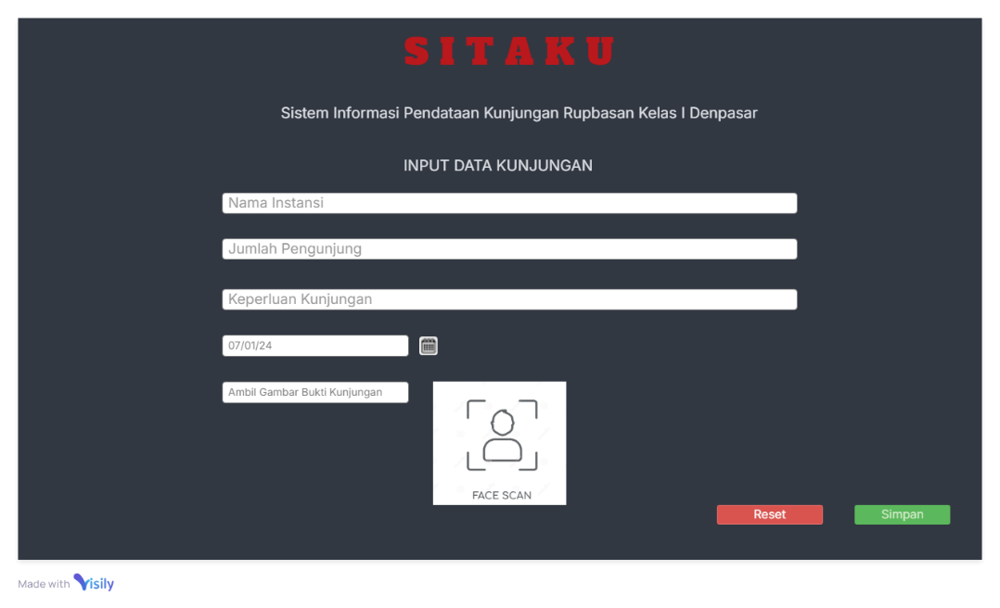 SITAKU
Sistem Informasi Pendataan Kunjungan Rupbasan Kelas I Denpasar
INPUT DATA KUNJUNGAN
Nama Instansi
Jumlah Pengunjung
Keperluan Kunjungan
07/01/24
Ambil Gambar Bukti Kunjungan
FACE SCAN
Reset
Simpan
Made with Visily